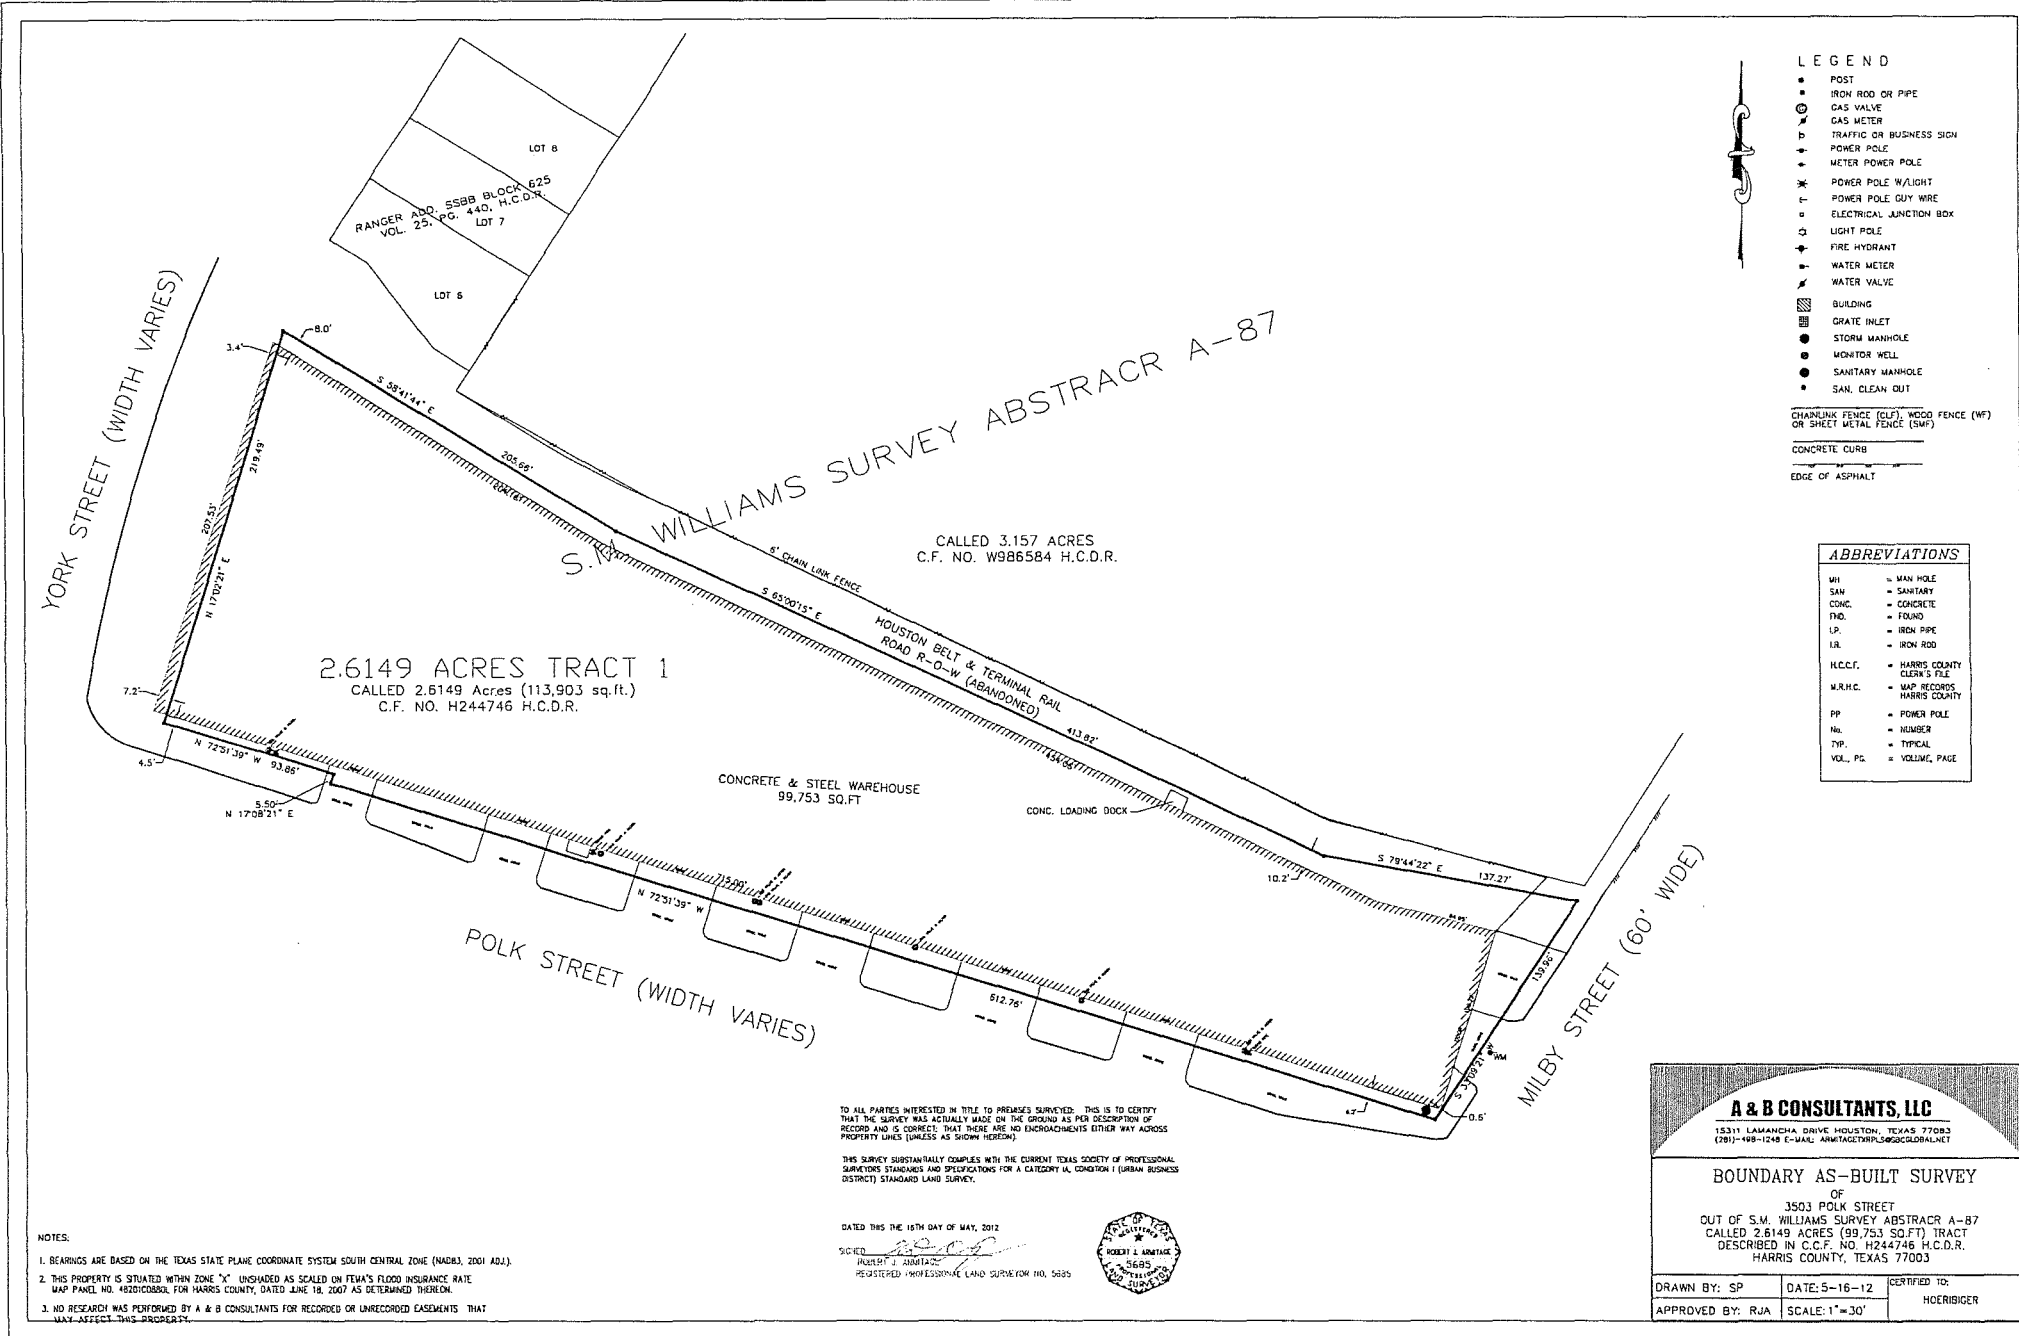 LOT 8
RANGER ADD. SSBB BLOCK 625
VOL. 25, PG. 440, H.C.D.R.
LOT 7
LOT 6
YORK STREET (WIDTH VARIES)
8.0'
3.4'
S 58°41'44" E
205.66'
219.49'
207.53'
N 17°02'21" E
7.2'
4.5'
S.M. WILLIAMS SURVEY ABSTRACR A-87
CALLED 3.157 ACRES
C.F. NO. W986584 H.C.D.R.
6' CHAIN LINK FENCE
S 65°00'15" E
HOUSTON BELT & TERMINAL RAIL
ROAD R-O-W (ABANDONED)
413.82'
2.6149 ACRES TRACT 1
CALLED 2.6149 Acres (113,903 sq.ft.)
C.F. NO. H244746 H.C.D.R.
CONCRETE & STEEL WAREHOUSE
99,753 SQ.FT
CONC. LOADING DOCK
N 72°51'39" W 93.86'
5.50'
N 17°08'21" E
715.00'
N 72°51'39" W
612.76'
POLK STREET (WIDTH VARIES)
10.2'
S 79°44'22" E
137.27'
139.96'
WM
0.6'
MILBY STREET (60' WIDE)
LEGEND
POST
IRON ROD OR PIPE
GAS VALVE
GAS METER
TRAFFIC OR BUSINESS SIGN
POWER POLE
METER POWER POLE
POWER POLE W/LIGHT
POWER POLE GUY WIRE
ELECTRICAL JUNCTION BOX
LIGHT POLE
FIRE HYDRANT
WATER METER
WATER VALVE
BUILDING
GRATE INLET
STORM MANHOLE
MONITOR WELL
SANITARY MANHOLE
SAN. CLEAN OUT
CHAINLINK FENCE (CLF), WOOD FENCE (WF)
OR SHEET METAL FENCE (SMF)
CONCRETE CURB
EDGE OF ASPHALT
ABBREVIATIONS
MH = MAN HOLE
SAN = SANITARY
CONC. = CONCRETE
FND. = FOUND
I.P. = IRON PIPE
I.R. = IRON ROD
H.C.C.F. = HARRIS COUNTY
CLERK'S FILE
M.R.H.C. = MAP RECORDS
HARRIS COUNTY
PP = POWER POLE
No. = NUMBER
TYP. = TYPICAL
VOL., PG. = VOLUME, PAGE
TO ALL PARTIES INTERESTED IN TITLE TO PREMISES SURVEYED: THIS IS TO CERTIFY
THAT THE SURVEY WAS ACTUALLY MADE ON THE GROUND AS PER DESCRIPTION OF
RECORD AND IS CORRECT; THAT THERE ARE NO ENCROACHMENTS EITHER WAY ACROSS
PROPERTY LINES (UNLESS AS SHOWN HEREON).
THIS SURVEY SUBSTANTIALLY COMPLIES WITH THE CURRENT TEXAS SOCIETY OF PROFESSIONAL
SURVEYORS STANDARDS AND SPECIFICATIONS FOR A CATEGORY IA, CONDITION I (URBAN BUSINESS
DISTRICT) STANDARD LAND SURVEY.
DATED THIS THE 16TH DAY OF MAY, 2012
SIGNED
ROBERT J. ARMITAGE
REGISTERED PROFESSIONAL LAND SURVEYOR NO. 5685
STATE OF TEXAS
REGISTERED
ROBERT J. ARMITAGE
5685
PROFESSIONAL
LAND SURVEYOR
NOTES:
1. BEARINGS ARE BASED ON THE TEXAS STATE PLANE COORDINATE SYSTEM SOUTH CENTRAL ZONE (NAD83, 2001 ADJ.).
2. THIS PROPERTY IS SITUATED WITHIN ZONE "X" UNSHADED AS SCALED ON FEMA'S FLOOD INSURANCE RATE
MAP PANEL NO. 48201C0880L FOR HARRIS COUNTY, DATED JUNE 18, 2007 AS DETERMINED THEREON.
3. NO RESEARCH WAS PERFORMED BY A & B CONSULTANTS FOR RECORDED OR UNRECORDED EASEMENTS THAT
MAY AFFECT THIS PROPERTY.
A & B CONSULTANTS, LLC
15311 LAMANCHA DRIVE HOUSTON, TEXAS 77083
(281)-498-1248 E-MAIL:
BOUNDARY AS-BUILT SURVEY
OF
3503 POLK STREET
OUT OF S.M. WILLIAMS SURVEY ABSTRACR A-87
CALLED 2.6149 ACRES (99,753 SQ.FT) TRACT
DESCRIBED IN C.C.F. NO. H244746 H.C.D.R.
HARRIS COUNTY, TEXAS 77003
DRAWN BY: SP
DATE: 5-16-12
CERTIFIED TO:
HOERIBIGER
APPROVED BY: RJA
SCALE: 1"=30'